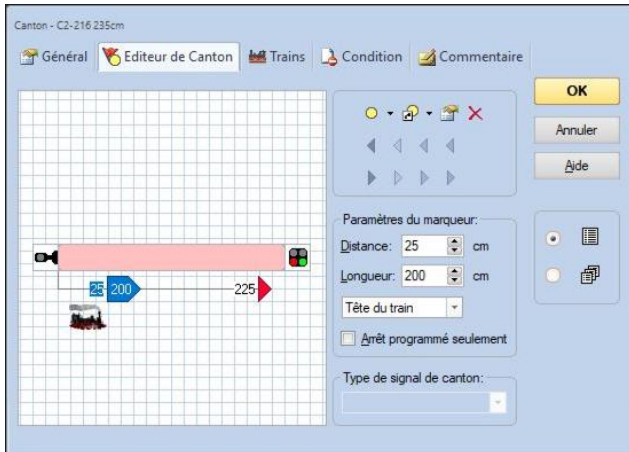 Canton - C2-216 235cm
Général Editeur de Canton Trains Condition Commentaire
OK
Annuler
Aide
Paramètres du marqueur:
Distance: 25 cm
Longueur: 200 cm
Tête du train
Arrêt programmé seulement
Type de signal de canton:
25 200 225